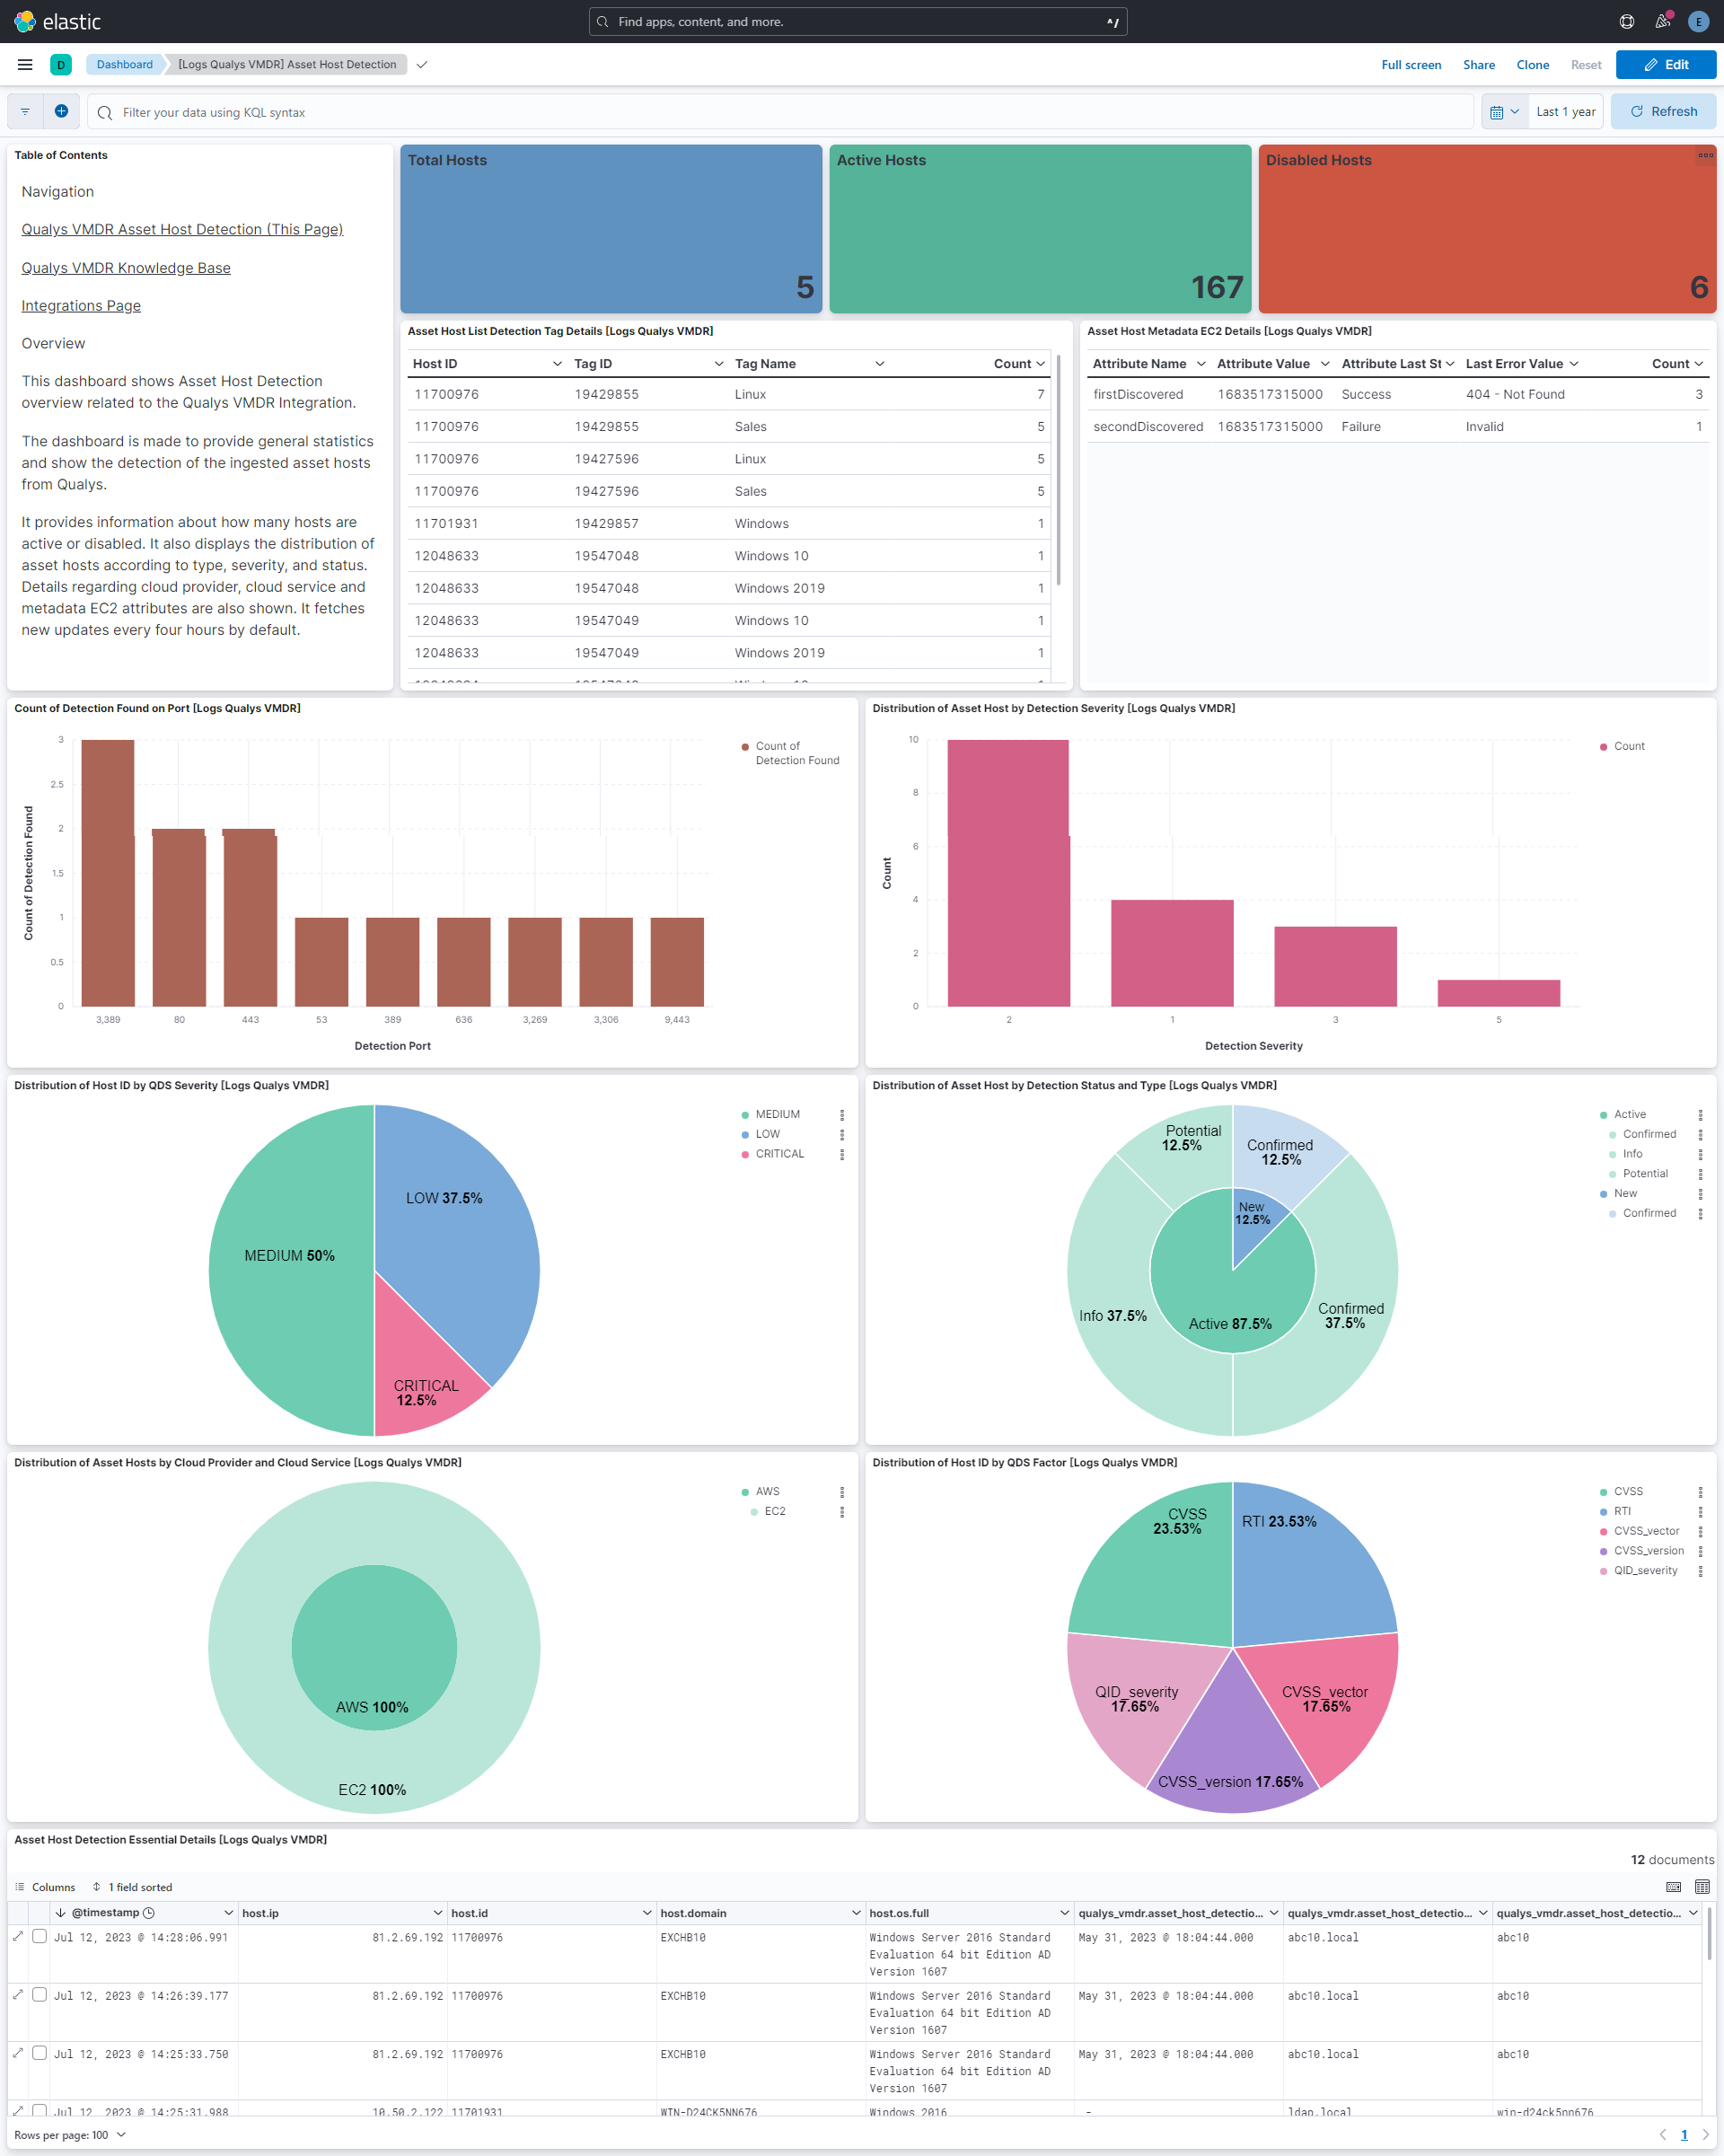 elastic
Find apps, content, and more.
^/
E
D
Dashboard
[Logs Qualys VMDR] Asset Host Detection
Full screen
Share
Clone
Reset
Edit
Filter your data using KQL syntax
Last 1 year
Refresh
Table of Contents
Navigation
Qualys VMDR Asset Host Detection (This Page)
Qualys VMDR Knowledge Base
Integrations Page
Overview
This dashboard shows Asset Host Detection
overview related to the Qualys VMDR Integration.
The dashboard is made to provide general statistics
and show the detection of the ingested asset hosts
from Qualys.
It provides information about how many hosts are
active or disabled. It also displays the distribution of
asset hosts according to type, severity, and status.
Details regarding cloud provider, cloud service and
metadata EC2 attributes are also shown. It fetches
new updates every four hours by default.
Total Hosts
5
Active Hosts
167
Disabled Hosts
6
Asset Host List Detection Tag Details [Logs Qualys VMDR]
Host ID Tag ID Tag Name Count
11700976 19429855 Linux 7
11700976 19429855 Sales 5
11700976 19427596 Linux 5
11700976 19427596 Sales 5
11701931 19429857 Windows 1
12048633 19547048 Windows 10 1
12048633 19547048 Windows 2019 1
12048633 19547049 Windows 10 1
12048633 19547049 Windows 2019 1
Asset Host Metadata EC2 Details [Logs Qualys VMDR]
Attribute Name Attribute Value Attribute Last St Last Error Value Count
firstDiscovered 1683517315000 Success 404 - Not Found 3
secondDiscovered 1683517315000 Failure Invalid 1
Count of Detection Found on Port [Logs Qualys VMDR]
Count of Detection Found
3
2.5
2
1.5
1
0.5
0
3,389 80 443 53 389 636 3,269 3,306 9,443
Detection Port
Count of
Detection Found
Distribution of Asset Host by Detection Severity [Logs Qualys VMDR]
Count
10
8
6
4
2
0
2 1 3 5
Detection Severity
Count
Distribution of Host ID by QDS Severity [Logs Qualys VMDR]
LOW 37.5%
MEDIUM 50%
CRITICAL
12.5%
MEDIUM
LOW
CRITICAL
Distribution of Asset Host by Detection Status and Type [Logs Qualys VMDR]
Potential
12.5%
Confirmed
12.5%
New
12.5%
Info 37.5%
Active 87.5%
Confirmed
37.5%
Active
Confirmed
Info
Potential
New
Confirmed
Distribution of Asset Hosts by Cloud Provider and Cloud Service [Logs Qualys VMDR]
AWS 100%
EC2 100%
AWS
EC2
Distribution of Host ID by QDS Factor [Logs Qualys VMDR]
CVSS
23.53%
RTI 23.53%
QID_severity
17.65%
CVSS_vector
17.65%
CVSS_version 17.65%
CVSS
RTI
CVSS_vector
CVSS_version
QID_severity
Asset Host Detection Essential Details [Logs Qualys VMDR]
12 documents
Columns
1 field sorted
@timestamp host.ip host.id host.domain host.os.full qualys_vmdr.asset_host_detectio... qualys_vmdr.asset_host_detectio... qualys_vmdr.asset_host_detectio...
Jul 12, 2023 @ 14:28:06.991 81.2.69.192 11700976 EXCHB10 Windows Server 2016 Standard May 31, 2023 @ 18:04:44.000 abc10.local abc10
Evaluation 64 bit Edition AD
Version 1607
Jul 12, 2023 @ 14:26:39.177 81.2.69.192 11700976 EXCHB10 Windows Server 2016 Standard May 31, 2023 @ 18:04:44.000 abc10.local abc10
Evaluation 64 bit Edition AD
Version 1607
Jul 12, 2023 @ 14:25:33.750 81.2.69.192 11700976 EXCHB10 Windows Server 2016 Standard May 31, 2023 @ 18:04:44.000 abc10.local abc10
Evaluation 64 bit Edition AD
Version 1607
Jul 12, 2023 @ 14:25:31.988 10.50.2.122 11701931 WIN-D24CK5NN676 Windows 2016 - ldap.local win-d24ck5nn676
Rows per page: 100
1